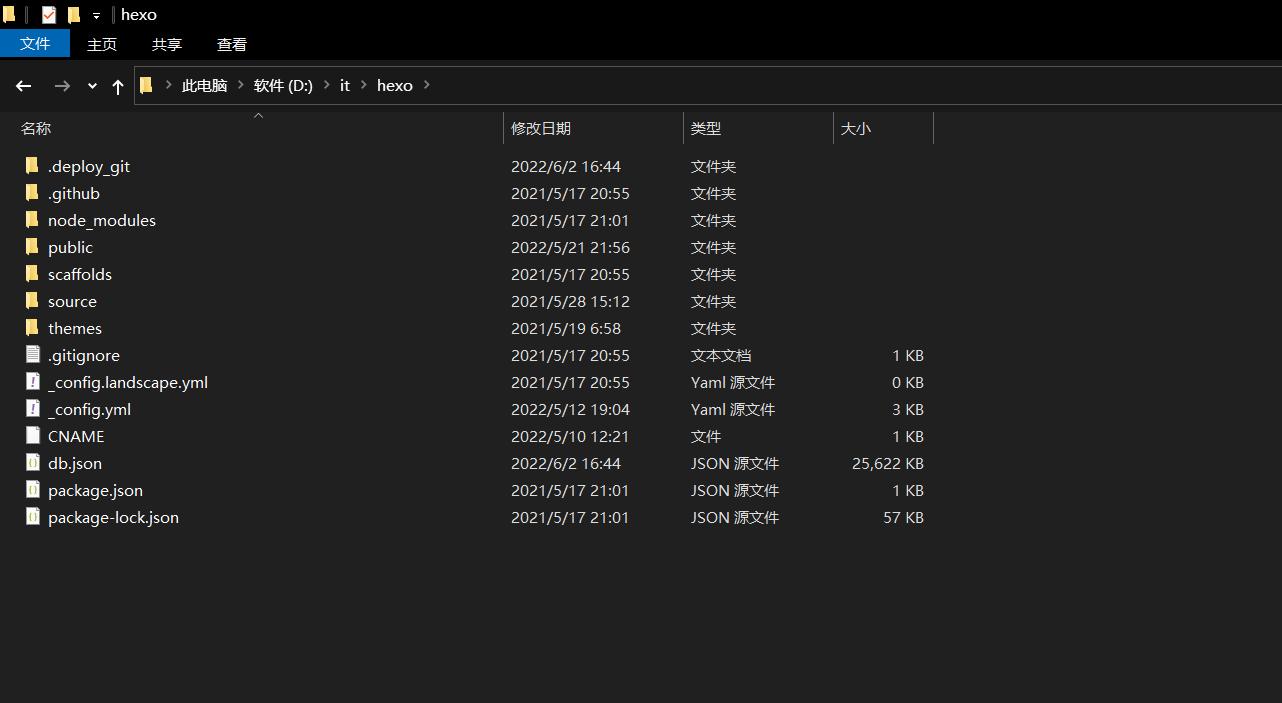 hexo
文件 主页 共享 查看
此电脑 软件 (D:) it hexo
名称 修改日期 类型 大小
.deploy_git 2022/6/2 16:44 文件夹
.github 2021/5/17 20:55 文件夹
node_modules 2021/5/17 21:01 文件夹
public 2022/5/21 21:56 文件夹
scaffolds 2021/5/17 20:55 文件夹
source 2021/5/28 15:12 文件夹
themes 2021/5/19 6:58 文件夹
.gitignore 2021/5/17 20:55 文本文档 1 KB
_config.landscape.yml 2021/5/17 20:55 Yaml 源文件 0 KB
_config.yml 2022/5/12 19:04 Yaml 源文件 3 KB
CNAME 2022/5/10 12:21 文件 1 KB
db.json 2022/6/2 16:44 JSON 源文件 25,622 KB
package.json 2021/5/17 21:01 JSON 源文件 1 KB
package-lock.json 2021/5/17 21:01 JSON 源文件 57 KB